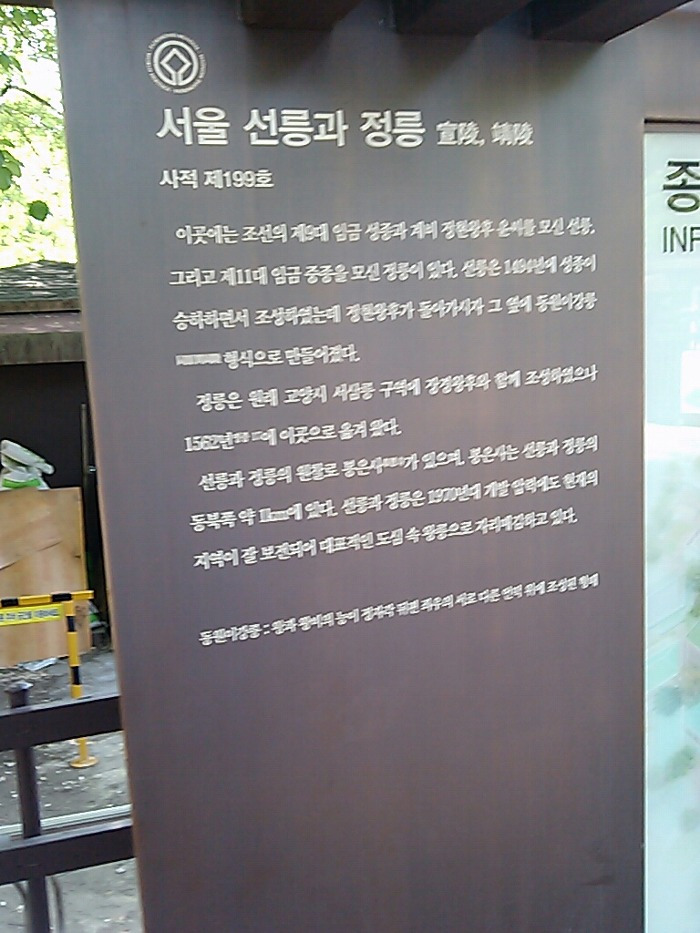 서울 선릉과 정릉 宣陵, 靖陵
사적 제199호
이곳에는 조선의 제9대 임금 성종과 계비 정현왕후 윤씨를 모신 선릉,
그리고 제11대 임금 중종을 모신 정릉이 있다. 선릉은 1494년에 성종이
승하하면서 조성하였는데 정현왕후가 돌아가시자 그 옆에 동원이강릉
형식으로 만들어졌다.
정릉은 원래 고양시 서삼릉 구역에 장경왕후와 함께 조성하였으나
1562년에 이곳으로 옮겨 왔다.
선릉과 정릉의 원찰로 봉은사가 있으며, 봉은사는 선릉과 정릉의
동북쪽 약 1km에 있다. 선릉과 정릉은 1970년대 개발 압력에도 현재의
지역이 잘 보전되어 대표적인 도심 속 왕릉으로 자리매김하고 있다.
동원이강릉 : 왕과 왕비의 능이 정자각 뒤편 좌우의 서로 다른 언덕 위에 조성된 형태
종
INF